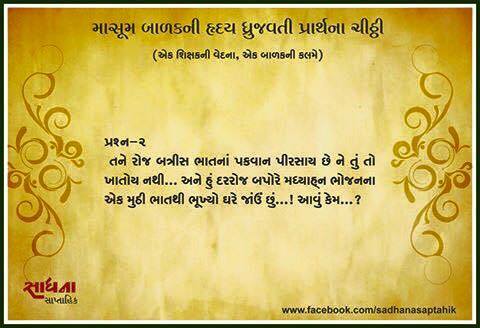 માસૂમ બાળકની હૃદય ધ્રુજવતી પ્રાર્થના ચીઠ્ઠી
(એક શિક્ષકની વેદના, એક બાળકની કલમે)
પ્રશ્ન-૨
તને રોજ બત્રીસ ભાતનાં પકવાન પીરસાય છે ને તું તો
ખાતોય નથી... અને હું દરરોજ બપોરે મધ્યાહ્ન ભોજનના
એક મુઠી ભાતથી ભૂખ્યો ઘરે જાંઉં છું...! આવું કેમ...?
સાધના
સાપ્તાહિક
www.facebook.com/sadhanasaptahik